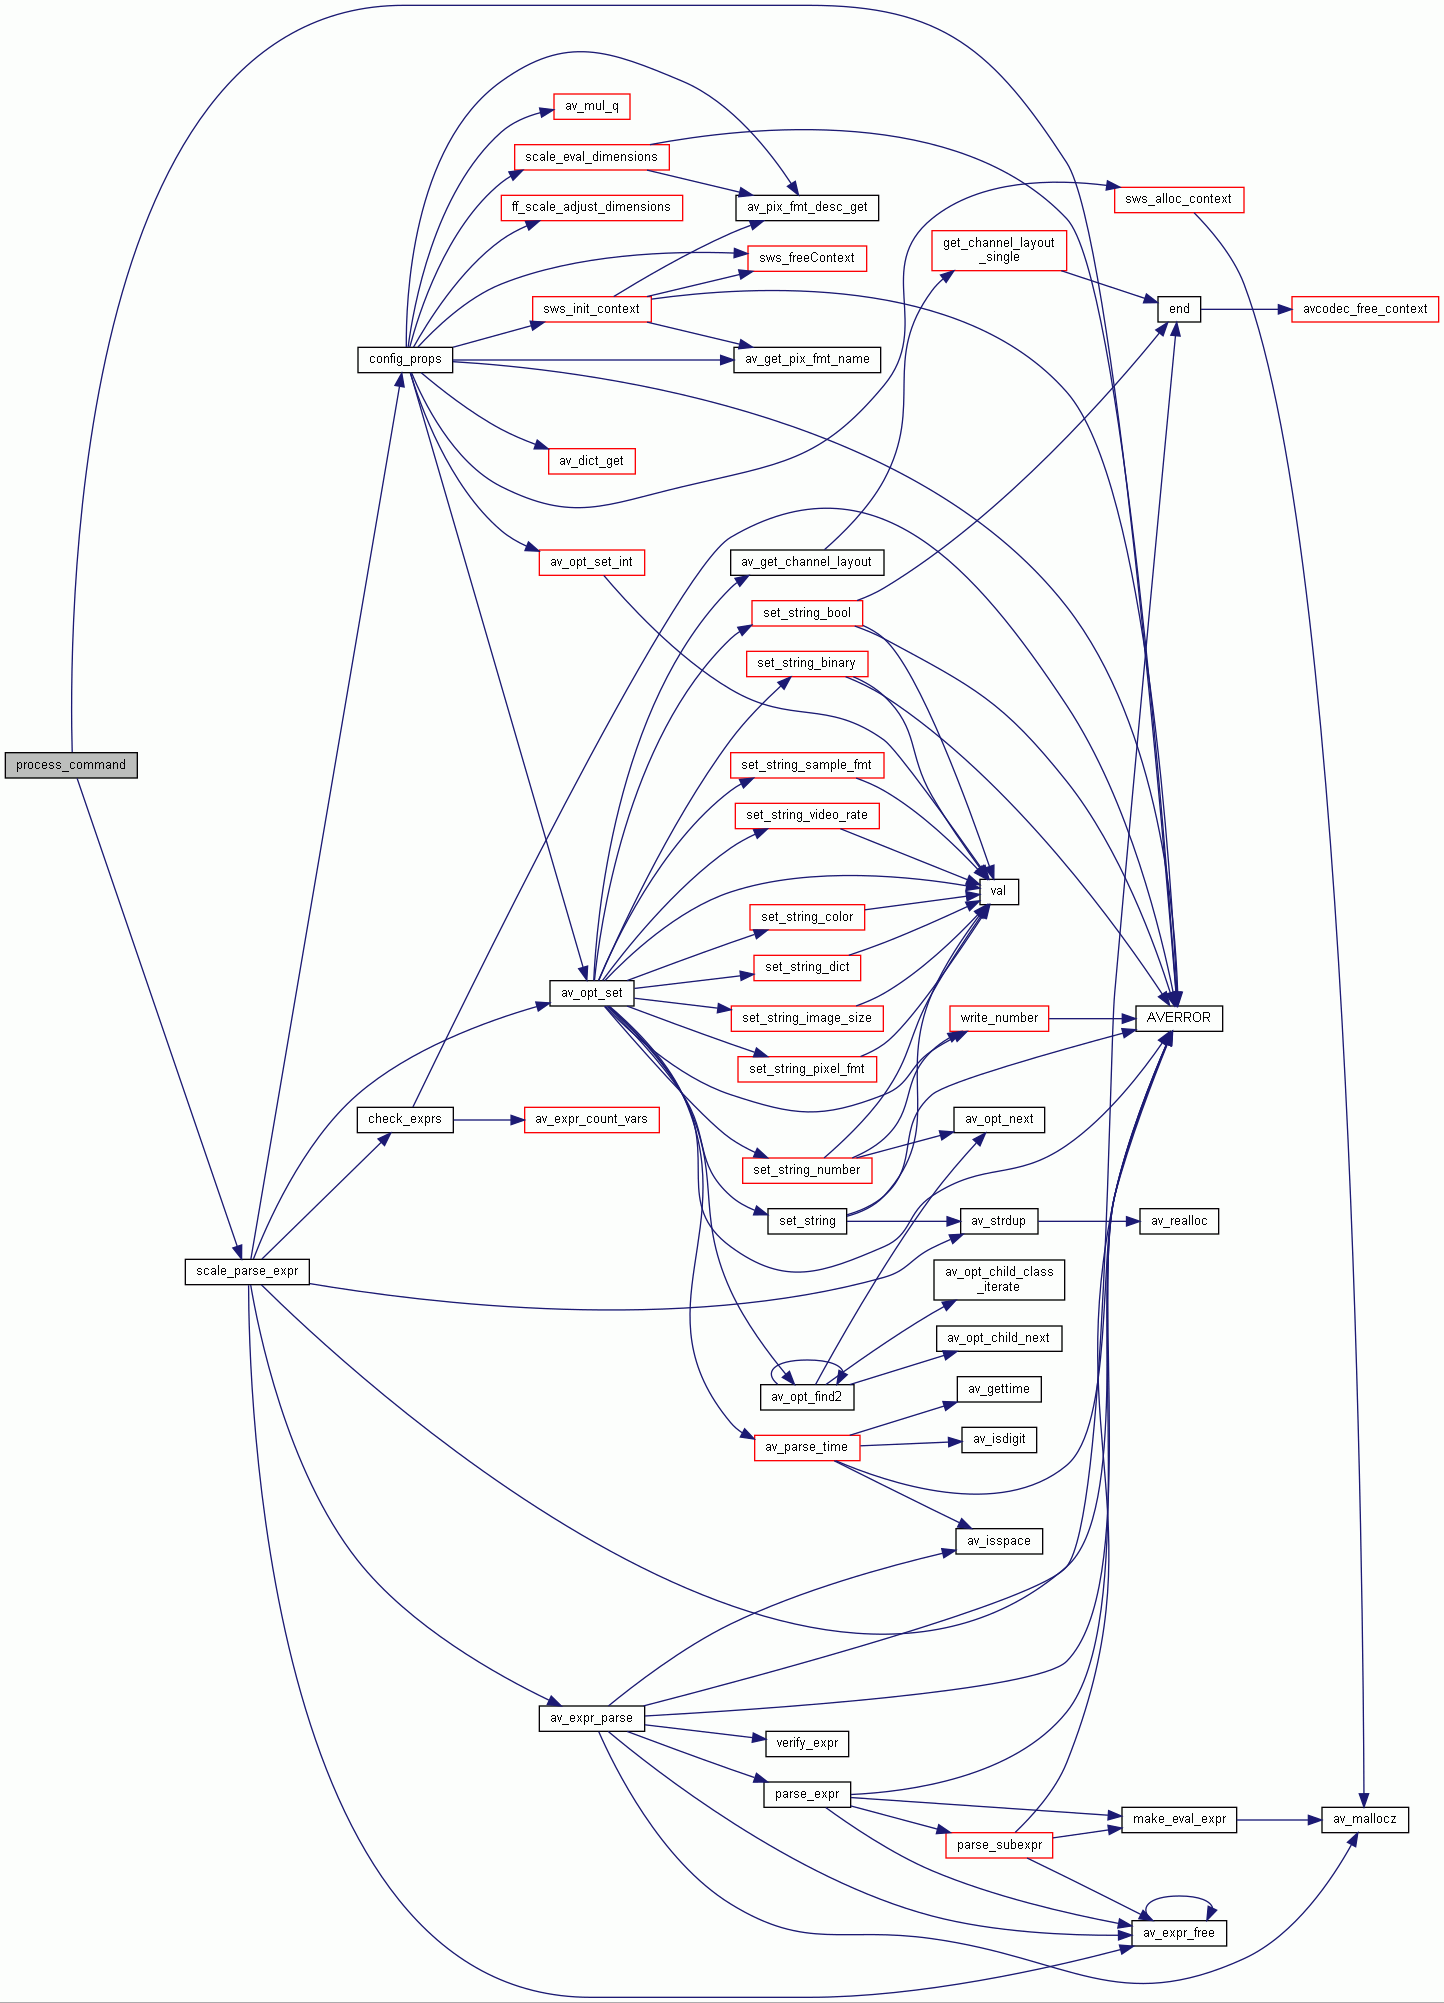 av_mul_q
scale_eval_dimensions
ff_scale_adjust_dimensions
av_pix_fmt_desc_get
sws_alloc_context
get_channel_layout
_single
sws_freeContext
sws_init_context
end
avcodec_free_context
config_props
av_get_pix_fmt_name
av_dict_get
av_opt_set_int
av_get_channel_layout
set_string_bool
set_string_binary
process_command
set_string_sample_fmt
set_string_video_rate
val
set_string_color
set_string_dict
av_opt_set
set_string_image_size
write_number
AVERROR
set_string_pixel_fmt
check_exprs
av_expr_count_vars
av_opt_next
set_string_number
set_string
av_strdup
av_realloc
scale_parse_expr
av_opt_child_class
_iterate
av_opt_child_next
av_opt_find2
av_gettime
av_parse_time
av_isdigit
av_isspace
av_expr_parse
verify_expr
parse_expr
make_eval_expr
av_mallocz
parse_subexpr
av_expr_free